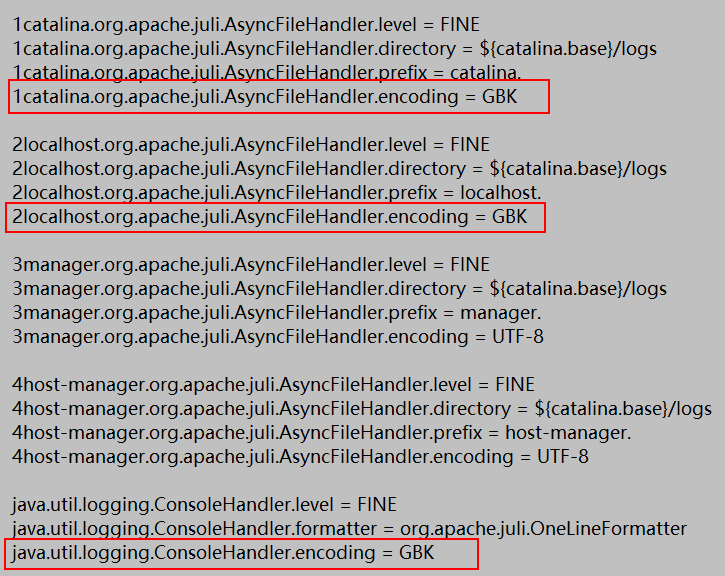 1catalina.org.apache.juli.AsyncFileHandler.level = FINE
1catalina.org.apache.juli.AsyncFileHandler.directory = ${catalina.base}/logs
1catalina.org.apache.juli.AsyncFileHandler.prefix = catalina.
1catalina.org.apache.juli.AsyncFileHandler.encoding = GBK
2localhost.org.apache.juli.AsyncFileHandler.level = FINE
2localhost.org.apache.juli.AsyncFileHandler.directory = ${catalina.base}/logs
2localhost.org.apache.juli.AsyncFileHandler.prefix = localhost.
2localhost.org.apache.juli.AsyncFileHandler.encoding = GBK
3manager.org.apache.juli.AsyncFileHandler.level = FINE
3manager.org.apache.juli.AsyncFileHandler.directory = ${catalina.base}/logs
3manager.org.apache.juli.AsyncFileHandler.prefix = manager.
3manager.org.apache.juli.AsyncFileHandler.encoding = UTF-8
4host-manager.org.apache.juli.AsyncFileHandler.level = FINE
4host-manager.org.apache.juli.AsyncFileHandler.directory = ${catalina.base}/logs
4host-manager.org.apache.juli.AsyncFileHandler.prefix = host-manager.
4host-manager.org.apache.juli.AsyncFileHandler.encoding = UTF-8
java.util.logging.ConsoleHandler.level = FINE
java.util.logging.ConsoleHandler.formatter = org.apache.juli.OneLineFormatter
java.util.logging.ConsoleHandler.encoding = GBK